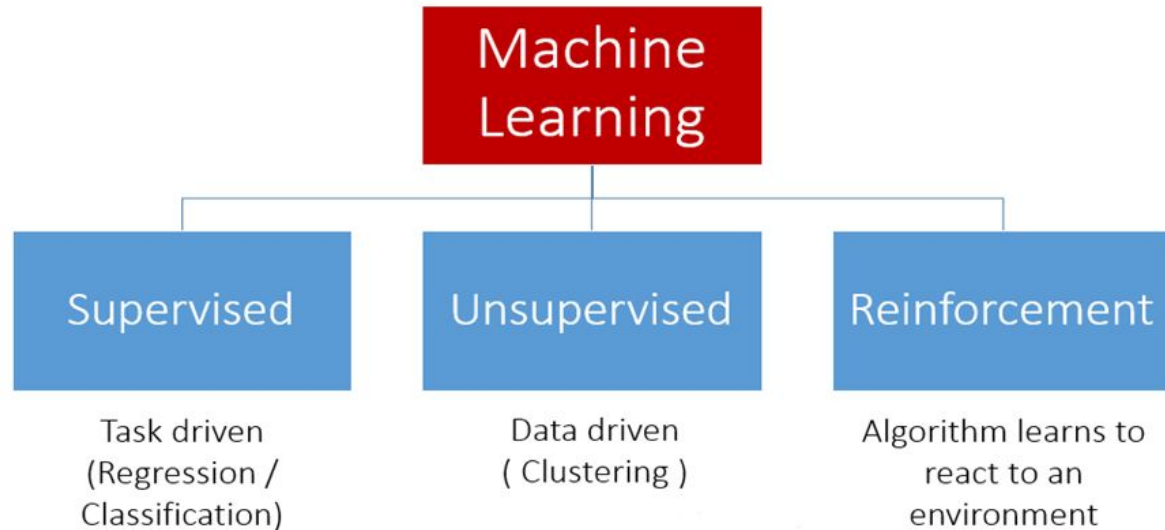 Machine
Learning
Supervised
Unsupervised
Reinforcement
Task driven
(Regression /
Classification)
Data driven
( Clustering )
Algorithm learns to
react to an
environment